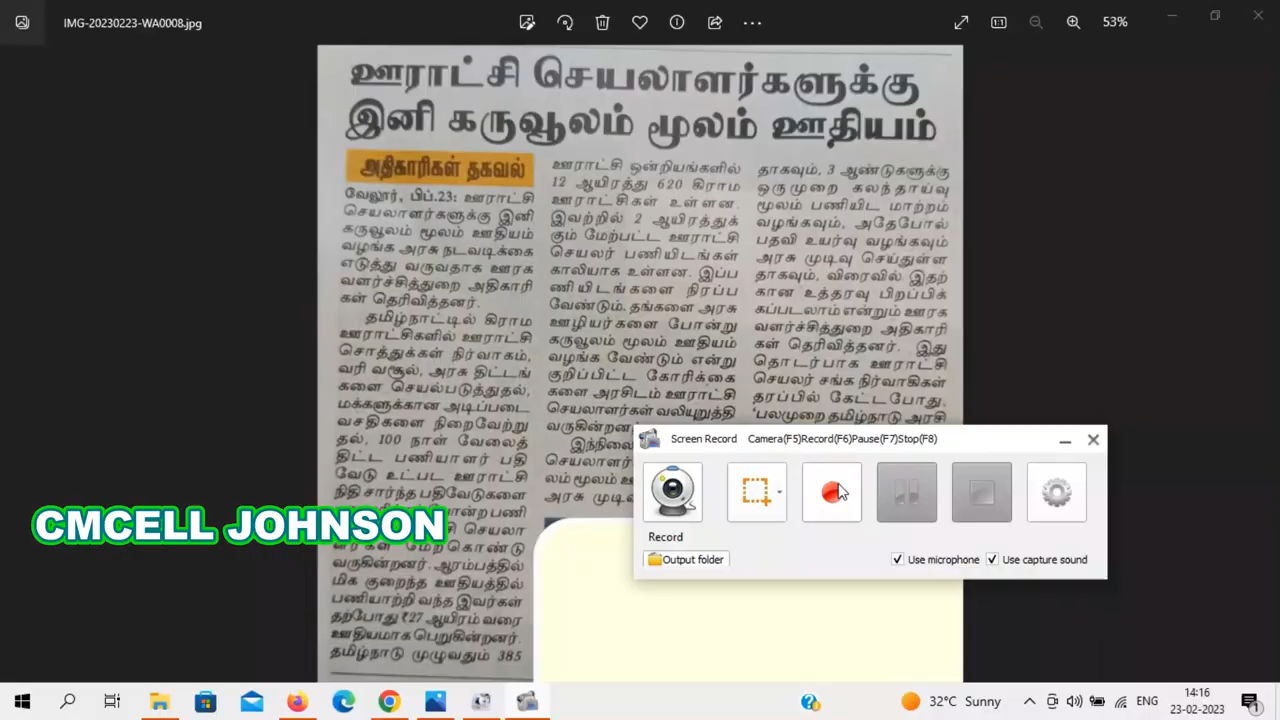 IMG-20230223-WA0008.jpg
53%
ஊராட்சி செயலாளர்களுக்கு
இனி கருவூலம் மூலம் ஊதியம்
அதிகாரிகள் தகவல்
வேலூர், பிப்.23: ஊராட்சி
செயலாளர்களுக்கு இனி
கருவூலம் மூலம் ஊதியம்
வழங்க அரசு நடவடிக்கை
எடுத்து வருவதாக ஊரக
வளர்ச்சித்துறை அதிகாரி
கள் தெரிவித்தனர்.
தமிழ்நாட்டில் கிராம
ஊராட்சிகளில் ஊராட்சி
சொத்துக்கள் நிர்வாகம்,
வரி வசூல், அரசு திட்டங்
களை செயல்படுத்துதல்,
மக்களுக்கான அடிப்படை
வசதிகளை நிறைவேற்று
தல், 100 நாள் வேலைத்
திட்ட பணியாளர் பதி
வேடு உட்பட ஊராட்சி
நிதி சார்ந்த பதிவேடுகளை
போன்ற பணி
செயலா
ளர்கள் மேற்கொண்டு
வருகின்றனர். ஆரம்பத்தில்
மிக குறைந்த ஊதியத்தில்
பணியாற்றி வந்த இவர்கள்
தற்போது ₹27 ஆயிரம் வரை
ஊதியமாக பெறுகின்றனர்.
தமிழ்நாடு முழுவதும் 385
ஊராட்சி ஒன்றியங்களில்
12 ஆயிரத்து 620 கிராம
ஊராட்சிகள் உள்ளன.
இவற்றில் 2 ஆயிரத்துக்
கும் மேற்பட்ட ஊராட்சி
செயலர் பணியிடங்கள்
காலியாக உள்ளன. இப்ப
ணியிடங்களை நிரப்ப
வேண்டும். தங்களை அரசு
ஊழியர்களை போன்று
கருவூலம் மூலம் ஊதியம்
வழங்க வேண்டும் என்று
குறிப்பிட்ட கோரிக்கை
களை அரசிடம் ஊராட்சி
செயலாளர்கள் வலியுறுத்தி
வருகின்றனர்
இந்நிலை
செயலாளர்
லம் மூலம்
அரசு முடிவு
தாகவும், 3 ஆண்டுகளுக்கு
ஒருமுறை கலந்தாய்வு
மூலம் பணியிட மாற்றம்
வழங்கவும், அதேபோல்
பதவி உயர்வு வழங்கவும்
அரசு முடிவு செய்துள்ள
தாகவும், விரைவில் இதற்
கான உத்தரவு பிறப்பிக்
கப்படலாம் என்றும் ஊரக
வளர்ச்சித்துறை அதிகாரி
கள் தெரிவித்தனர். இது
தொடர்பாக ஊராட்சி
செயலர் சங்க நிர்வாகிகள்
தரப்பில் கேட்டபோது,
'பலமுறை தமிழ்நாடு அரசி
CMCELL JOHNSON
Screen Record Camera(F5)Record(F6)Pause(F7)Stop(F8)
Record
Output folder
Use microphone
Use capture sound
32°C Sunny
ENG
14:16
23-02-2023